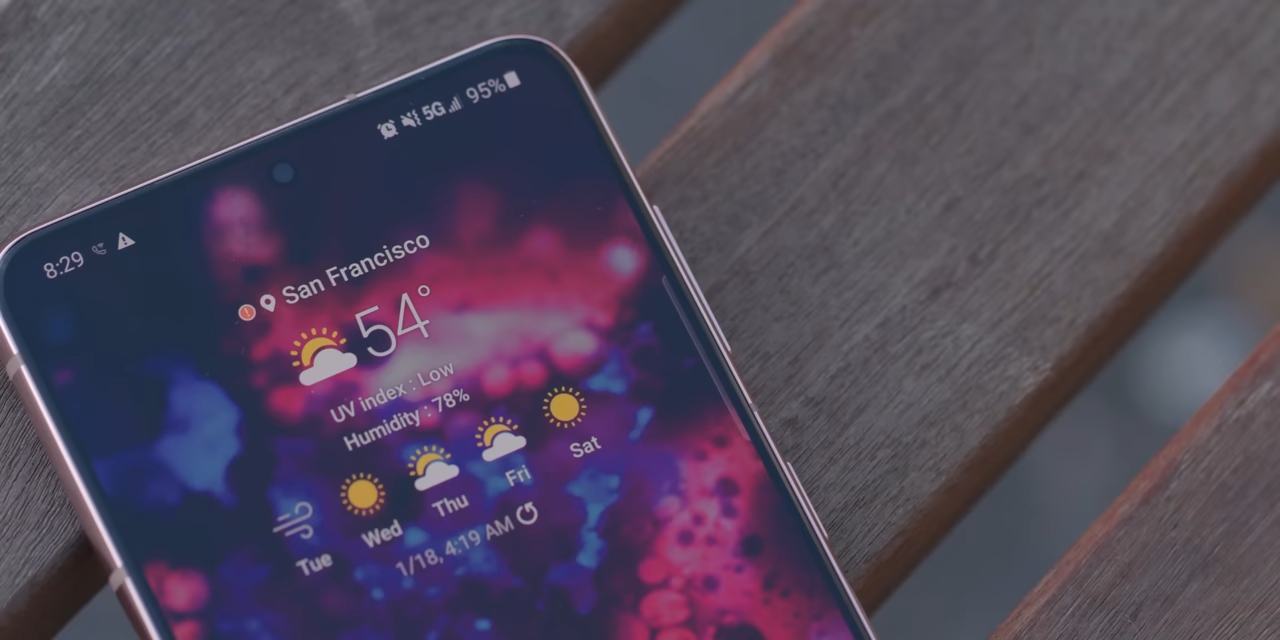 8:29
5G 95%
San Francisco
54°
UV index : Low
Humidity : 78%
Tue Wed Thu Fri Sat
1/18, 4:19 AM